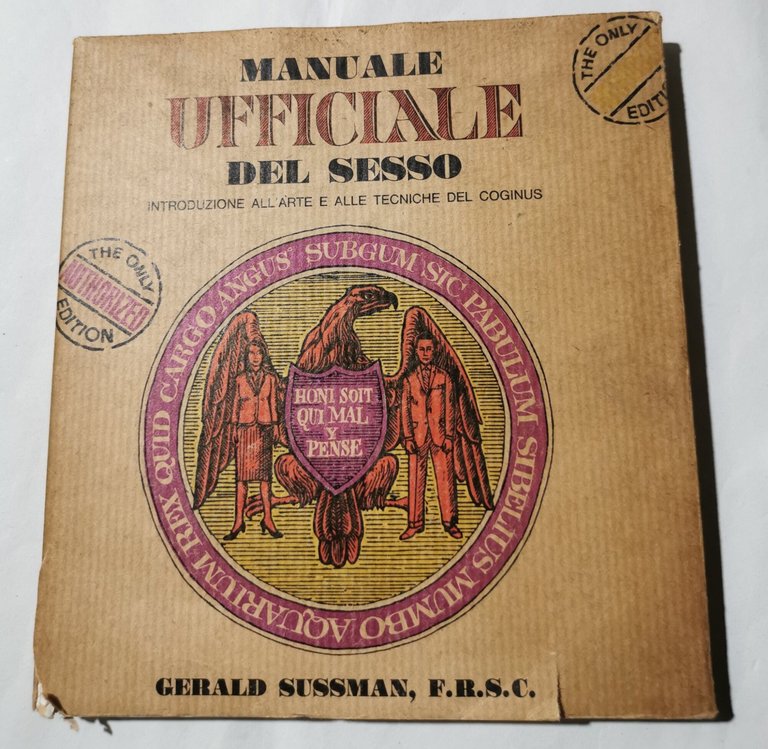 MANUALE
UFFICIALE
DEL SESSO
INTRODUZIONE ALL'ARTE E ALLE TECNICHE DEL COGINUS
THE ONLY
EDITI
THE ONLY
AUTHORIZED
EDITION
REX QUID CARGO ANGUS' SUBGUM 'SIC PABULUM SIBELIUS MUMBO AQUARIUM
HONI SOIT
QUI MAL
Y
PENSE
GERALD SUSSMAN, F.R.S.C.